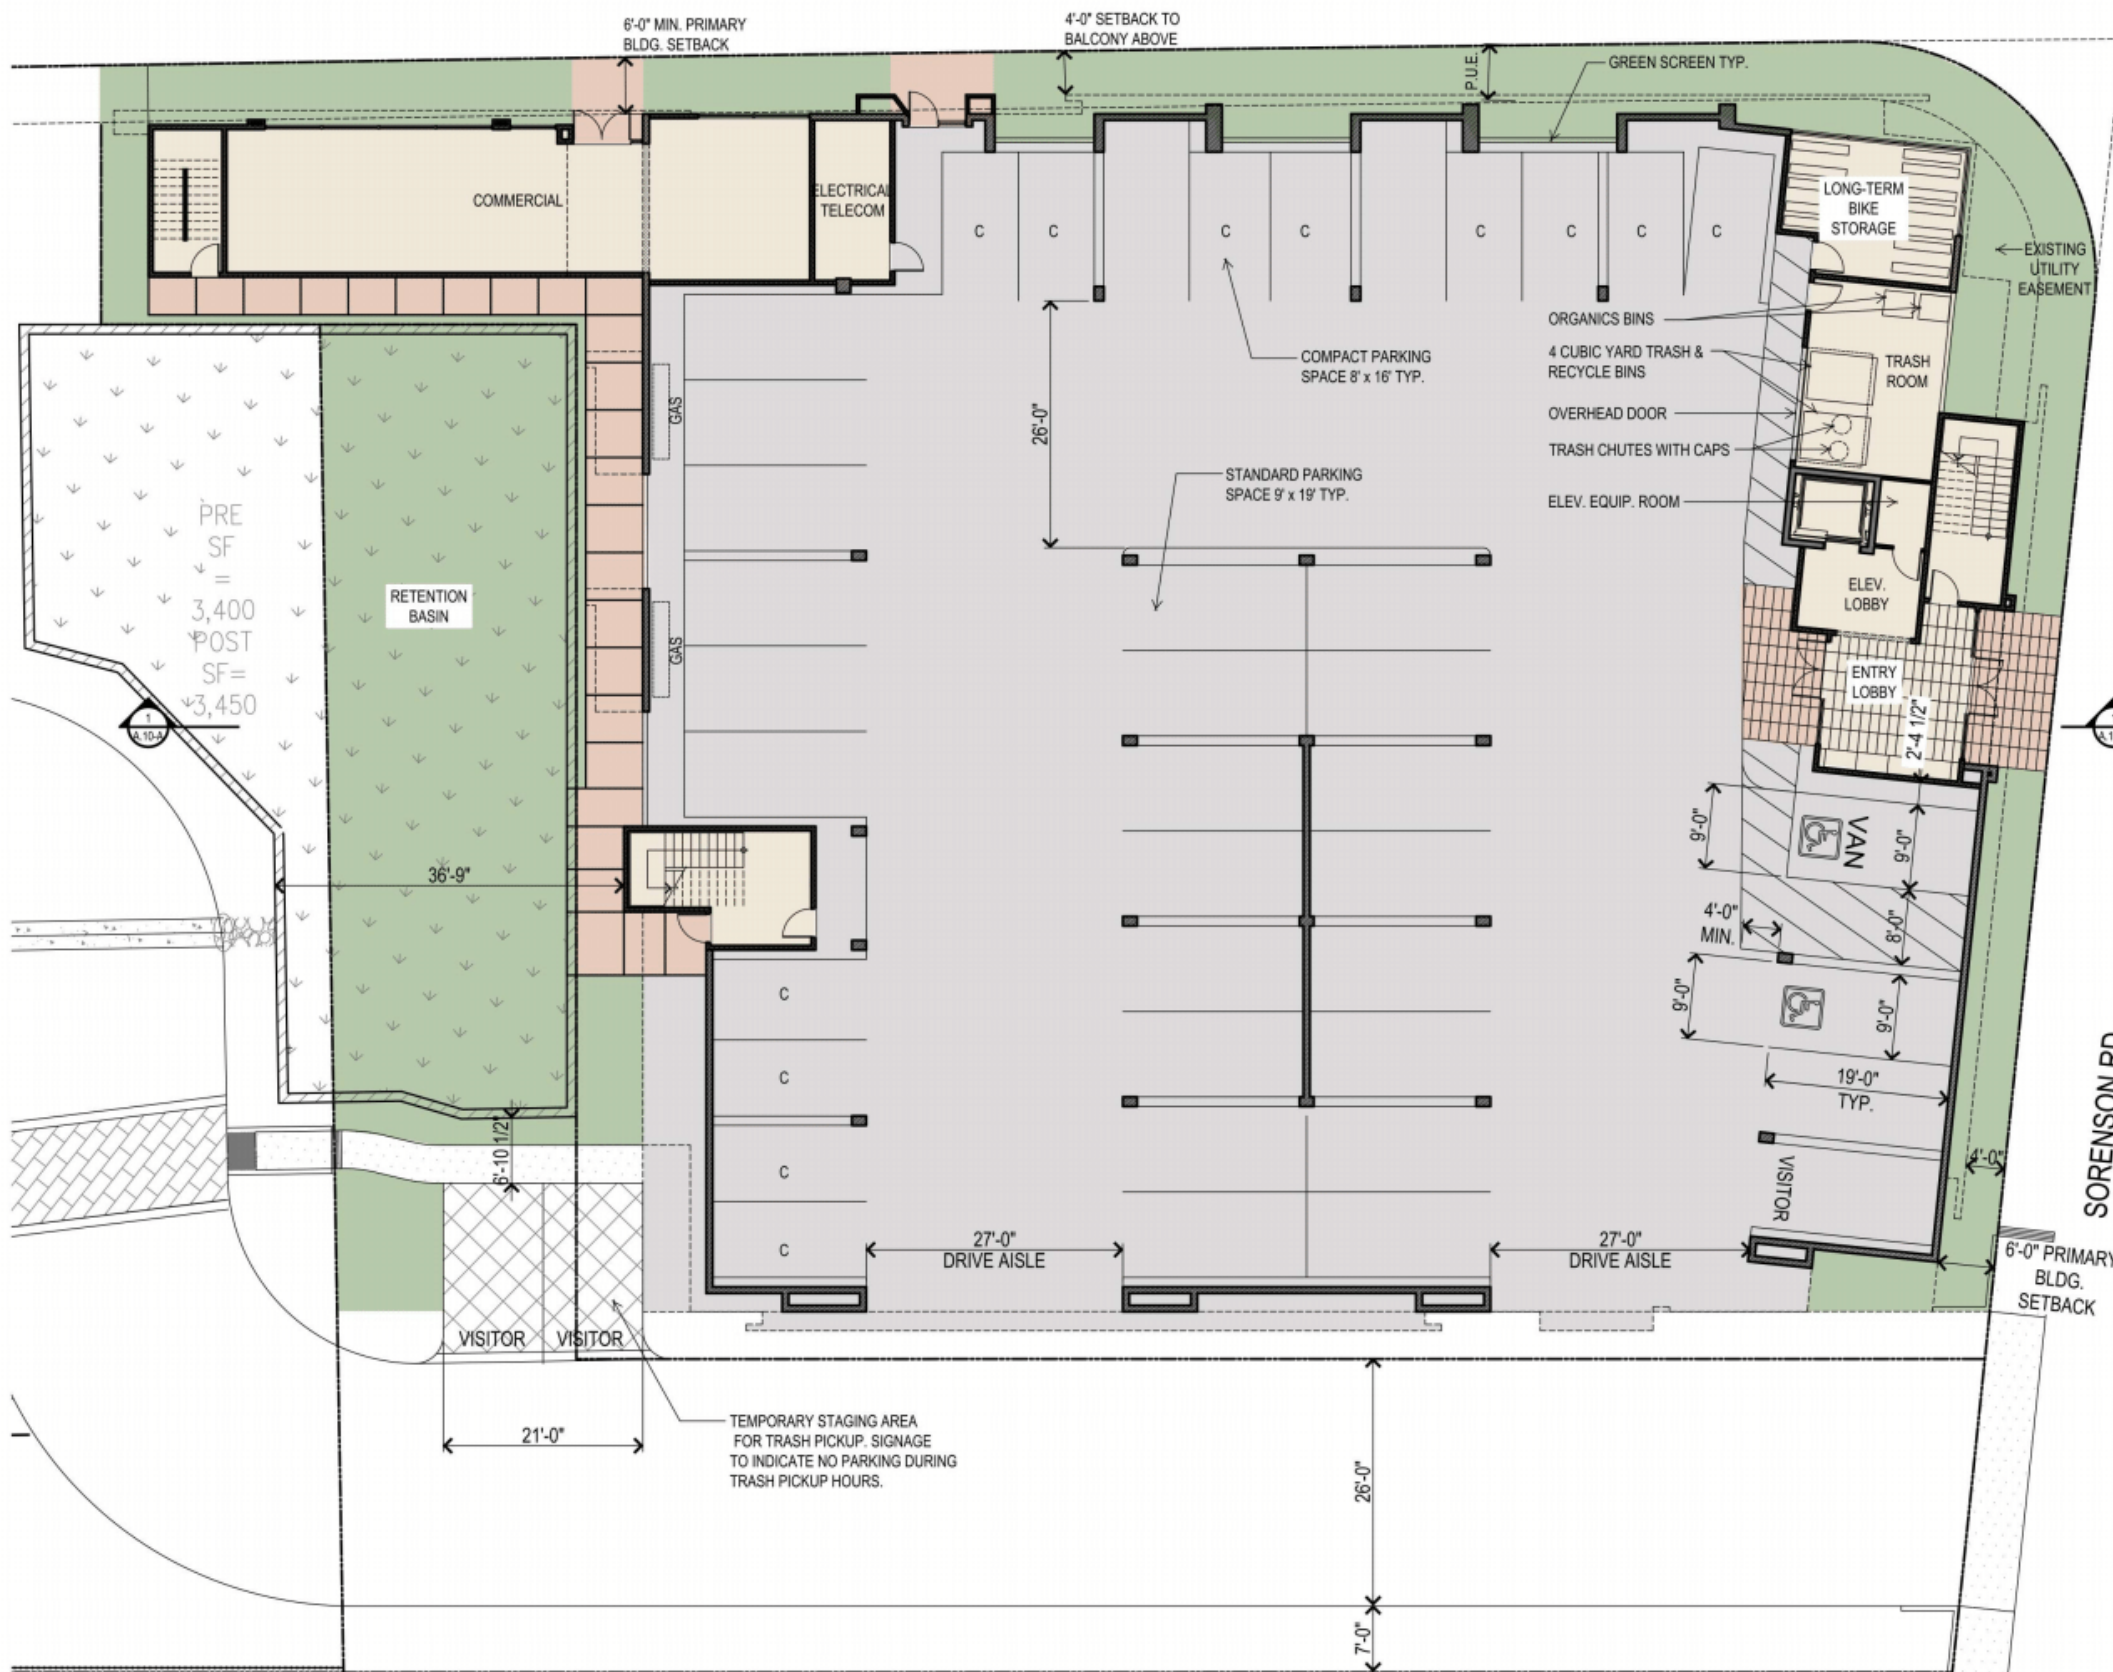 6'-0" MIN. PRIMARY
BLDG. SETBACK
4'-0" SETBACK TO
BALCONY ABOVE
P.U.E.
GREEN SCREEN TYP.
COMMERCIAL
ELECTRICAL
TELECOM
C
C
C
C
C
C
C
C
LONG-TERM
BIKE
STORAGE
EXISTING
UTILITY
EASEMENT
ORGANICS BINS
4 CUBIC YARD TRASH &
RECYCLE BINS
TRASH
ROOM
OVERHEAD DOOR
TRASH CHUTES WITH CAPS
ELEV. EQUIP. ROOM
COMPACT PARKING
SPACE 8' x 16' TYP.
26'-0"
GAS
STANDARD PARKING
SPACE 9' x 19' TYP.
PRE
SF
=
3,400
POST
SF=
3,450
RETENTION
BASIN
GAS
ELEV.
LOBBY
ENTRY
LOBBY
2'-4 1/2"
1
A.10-A
9'-0"
VAN
9'-0"
36'-9"
4'-0"
MIN.
8'-0"
9'-0"
9'-0"
C
C
C
C
19'-0"
TYP.
VISITOR
4'-0"
SORENSON RD
6'-10 1/2"
27'-0"
DRIVE AISLE
27'-0"
DRIVE AISLE
6'-0" PRIMARY
BLDG.
SETBACK
VISITOR
VISITOR
21'-0"
TEMPORARY STAGING AREA
FOR TRASH PICKUP. SIGNAGE
TO INDICATE NO PARKING DURING
TRASH PICKUP HOURS.
26'-0"
7'-0"